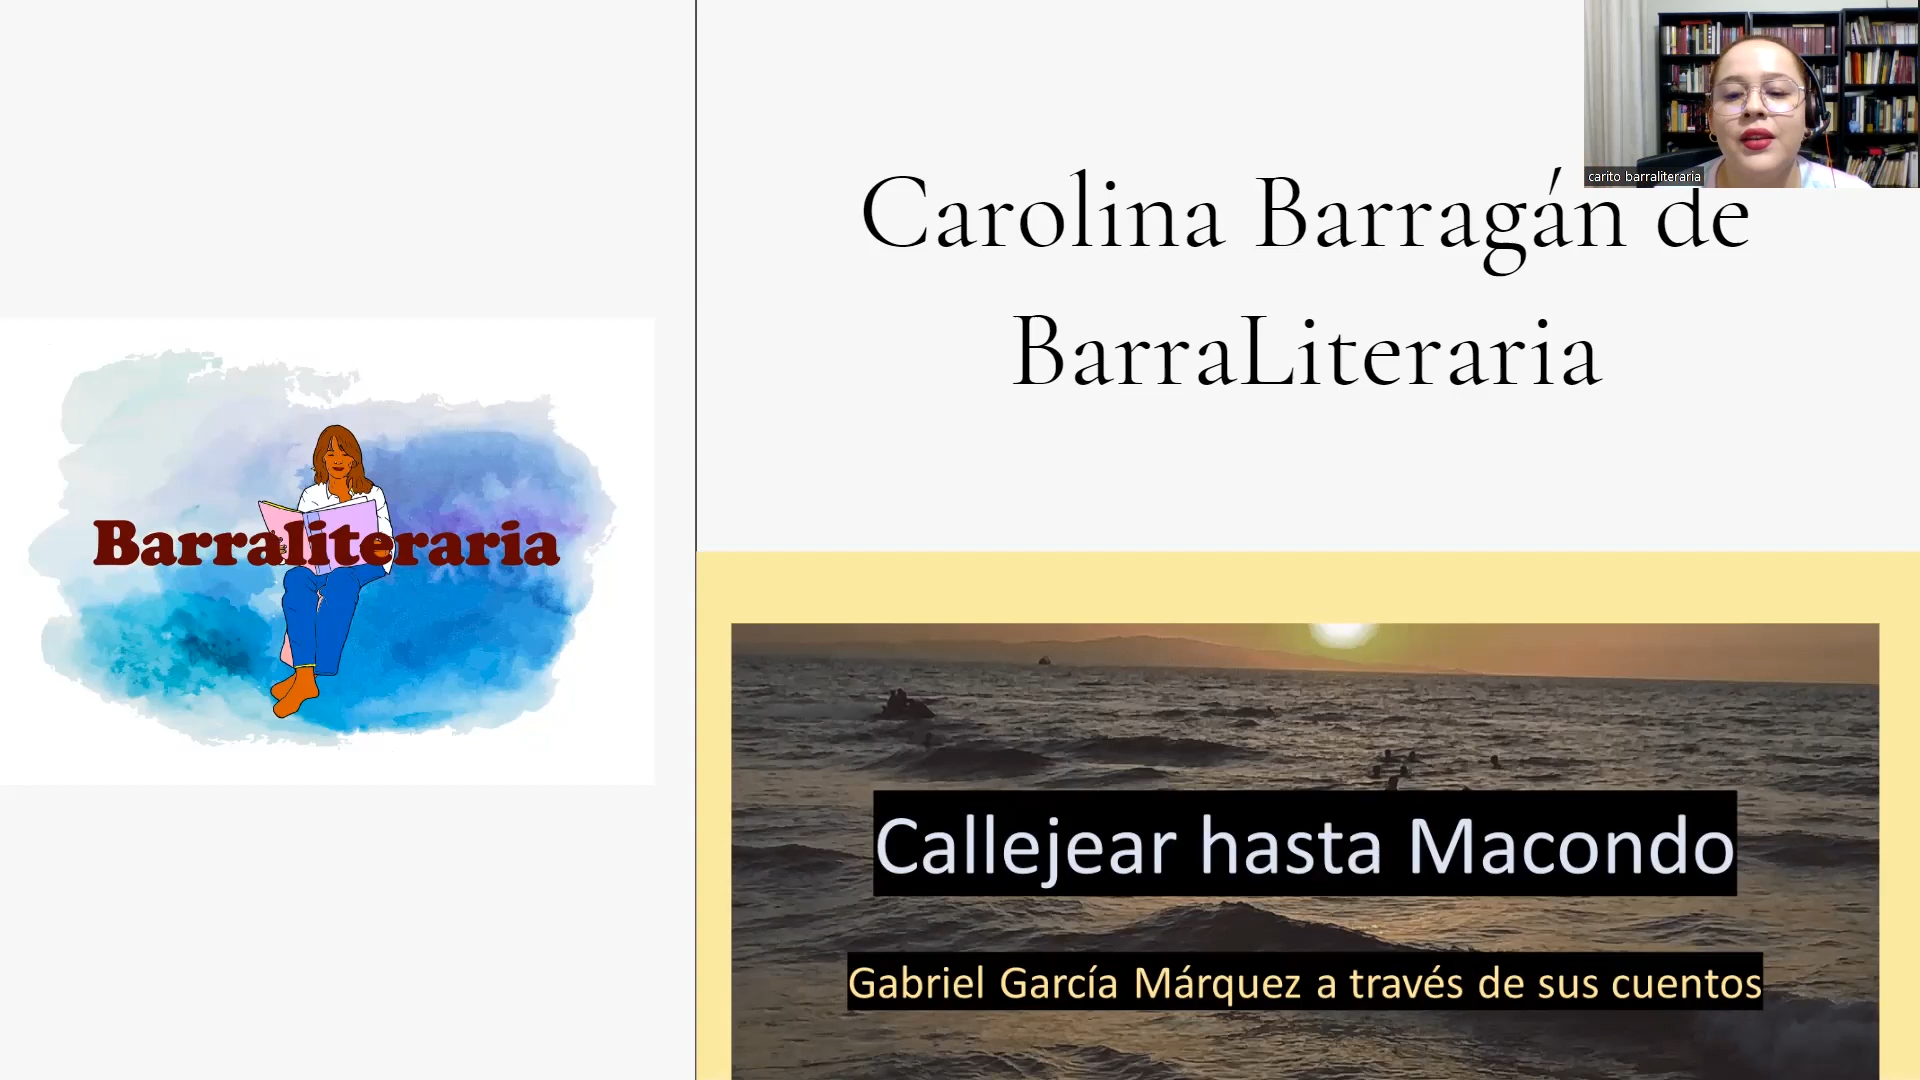 carito barraliteraria
Carolina Barragán de
BarraLiteraria
Barraliteraria
Callejear hasta Macondo
Gabriel García Márquez a través de sus cuentos